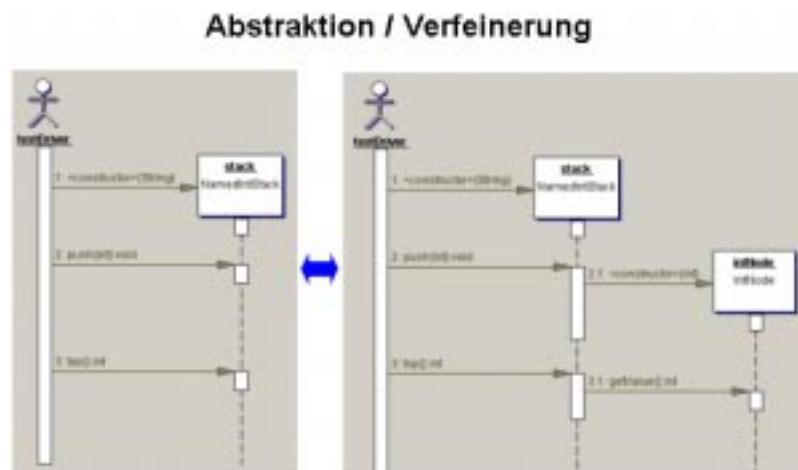 Abstraktion / Verfeinerung
testDriver
stack
NamedIntStack
1: <constructor>(String)
2: push(int):void
3: top():int
testDriver
stack
NamedIntStack
1: <constructor>(String)
2: push(int):void
intNode
IntNode
2.1: <constructor>(int)
3: top():int
3.1: getValue():int